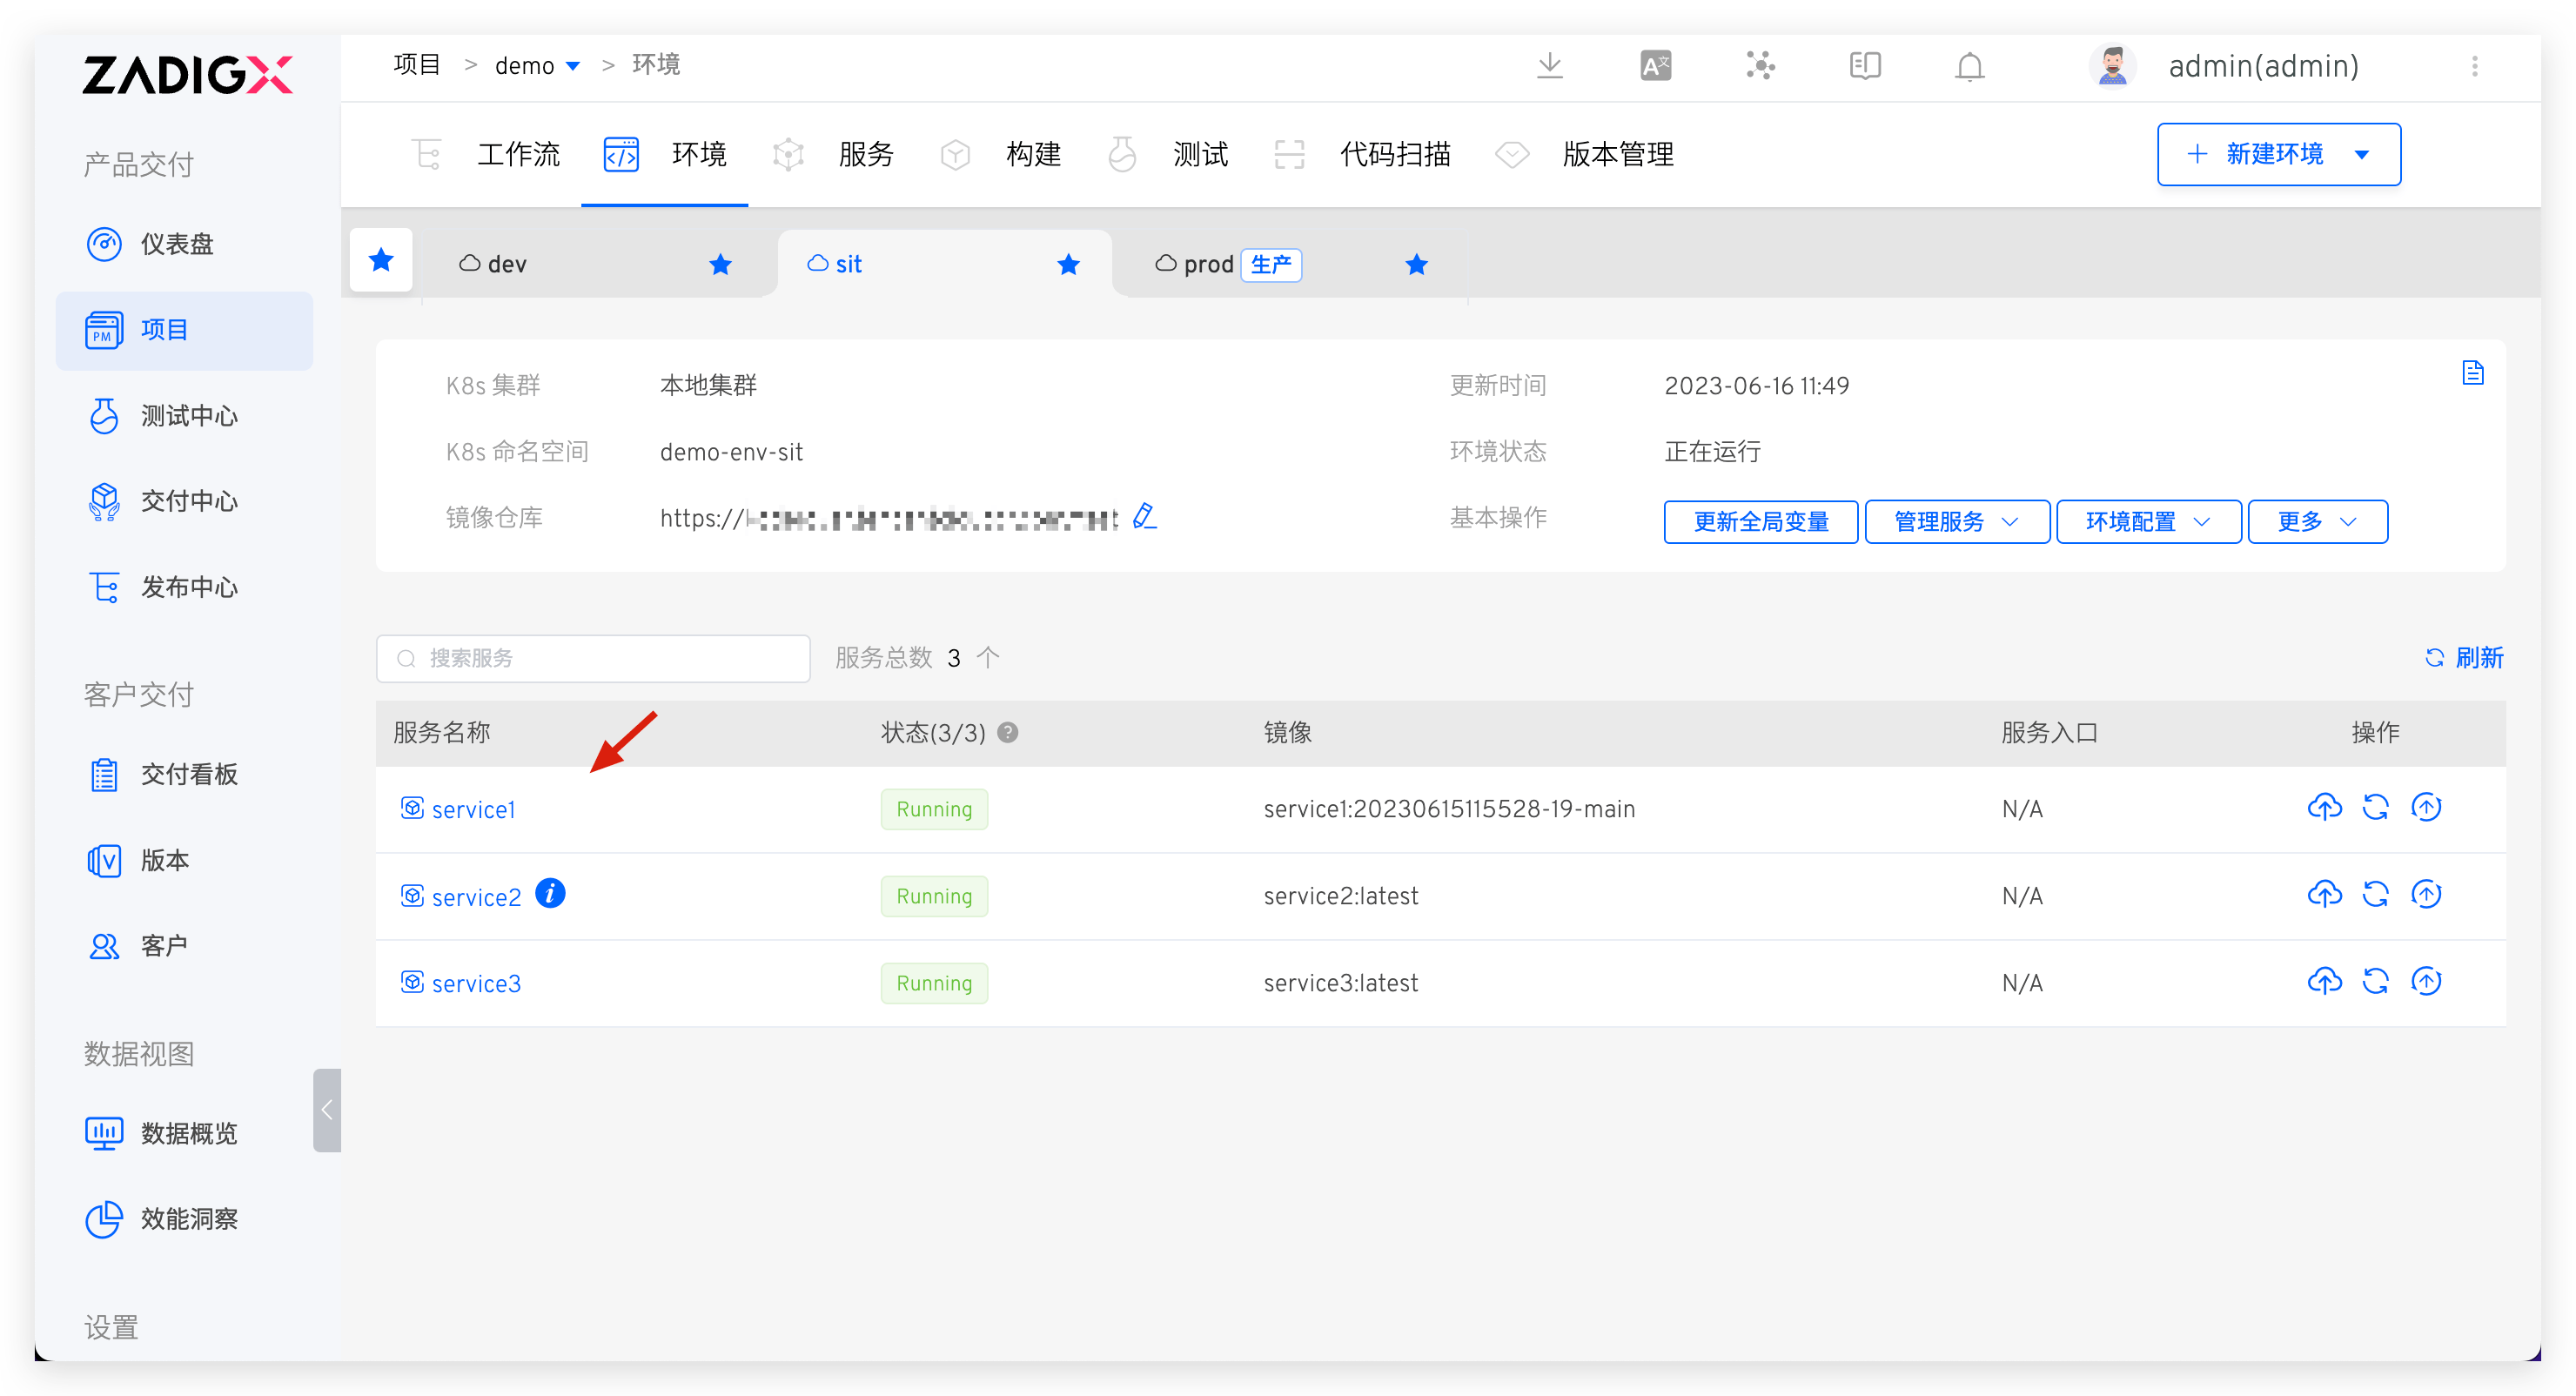 ZADIGX
项目 > demo > 环境
admin(admin)
产品交付
仪表盘
PM 项目
测试中心
交付中心
发布中心
客户交付
交付看板
版本
客户
数据视图
数据概览
效能洞察
设置
工作流 环境 服务 构建 测试 代码扫描 版本管理
+ 新建环境
dev sit prod 生产
K8s 集群 本地集群 更新时间 2023-06-16 11:49
K8s 命名空间 demo-env-sit 环境状态 正在运行
镜像仓库 https:// 基本操作 更新全局变量 管理服务 环境配置 更多
搜索服务 服务总数 3 个 刷新
服务名称 状态(3/3) ? 镜像 服务入口 操作
service1 Running service1:20230615115528-19-main N/A
service2 i Running service2:latest N/A
service3 Running service3:latest N/A